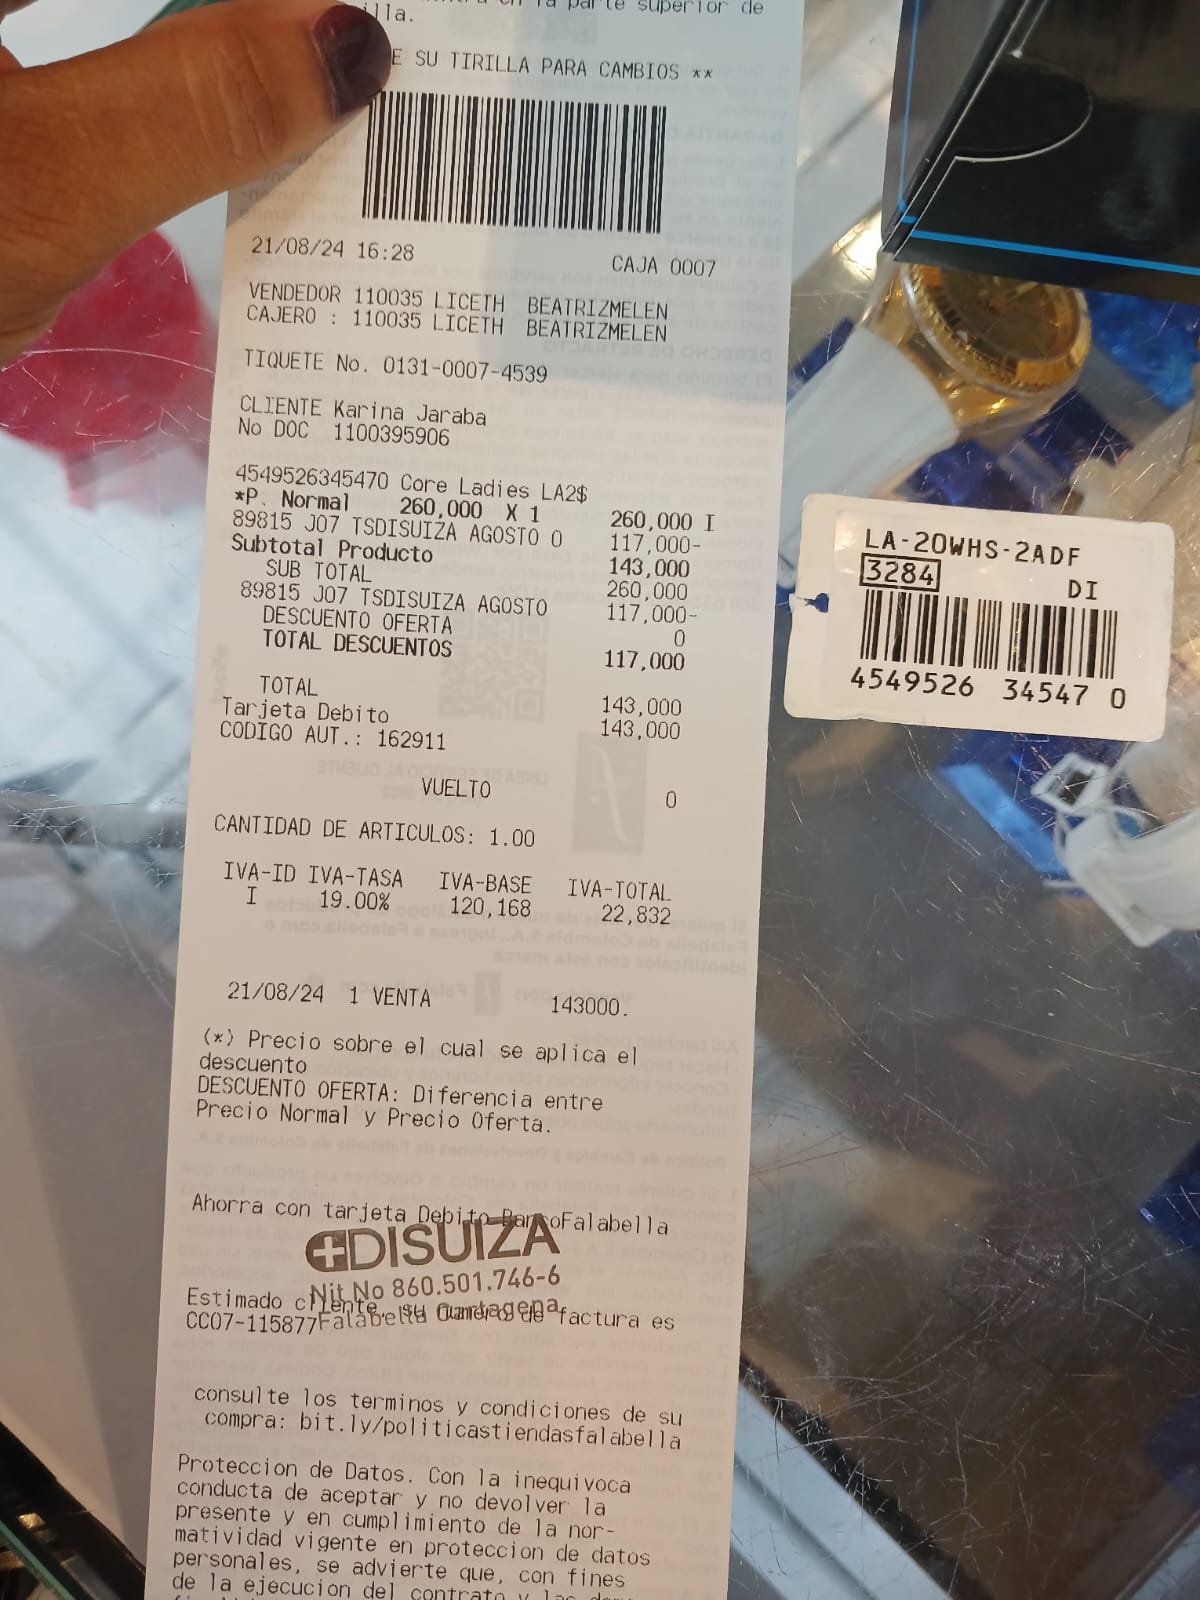 en la parte superior de
illa.
E SU TIRILLA PARA CAMBIOS **
21/08/24 16:28 CAJA 0007
VENDEDOR 110035 LICETH BEATRIZMELEN
CAJERO : 110035 LICETH BEATRIZMELEN
TIQUETE No. 0131-0007-4539
CLIENTE Karina Jaraba
No DOC 1100395906
4549526345470 Core Ladies LA2$
*P. Normal 260,000 X 1 260,000 I
89815 J07 TSDISUIZA AGOSTO 0 117,000-
Subtotal Producto 143,000
SUB TOTAL 260,000
89815 J07 TSDISUIZA AGOSTO 117,000-
DESCUENTO OFERTA 0
TOTAL DESCUENTOS 117,000
TOTAL 143,000
Tarjeta Debito 143,000
CODIGO AUT.: 162911
VUELTO 0
CANTIDAD DE ARTICULOS: 1.00
IVA-ID IVA-TASA IVA-BASE IVA-TOTAL
I 19.00% 120,168 22,832
21/08/24 1 VENTA 143000.
(*) Precio sobre el cual se aplica el
descuento
DESCUENTO OFERTA: Diferencia entre
Precio Normal y Precio Oferta.
Ahorra con tarjeta Debito BancoFalabella
DISUIZA
Nit No 860.501.746-6
Falabella Cartagena
Estimado cliente, su numero de factura es
CC07-115877
consulte los terminos y condiciones de su
compra: bit.ly/politicastiendasfalabella
Proteccion de Datos. Con la inequivoca
conducta de aceptar y no devolver la
presente y en cumplimiento de la nor-
matividad vigente en proteccion de datos
personales, se advierte que, con fines
de la ejecucion del contrato y las
LA-20WHS-2ADF
3284 DI
4549526 34547 0